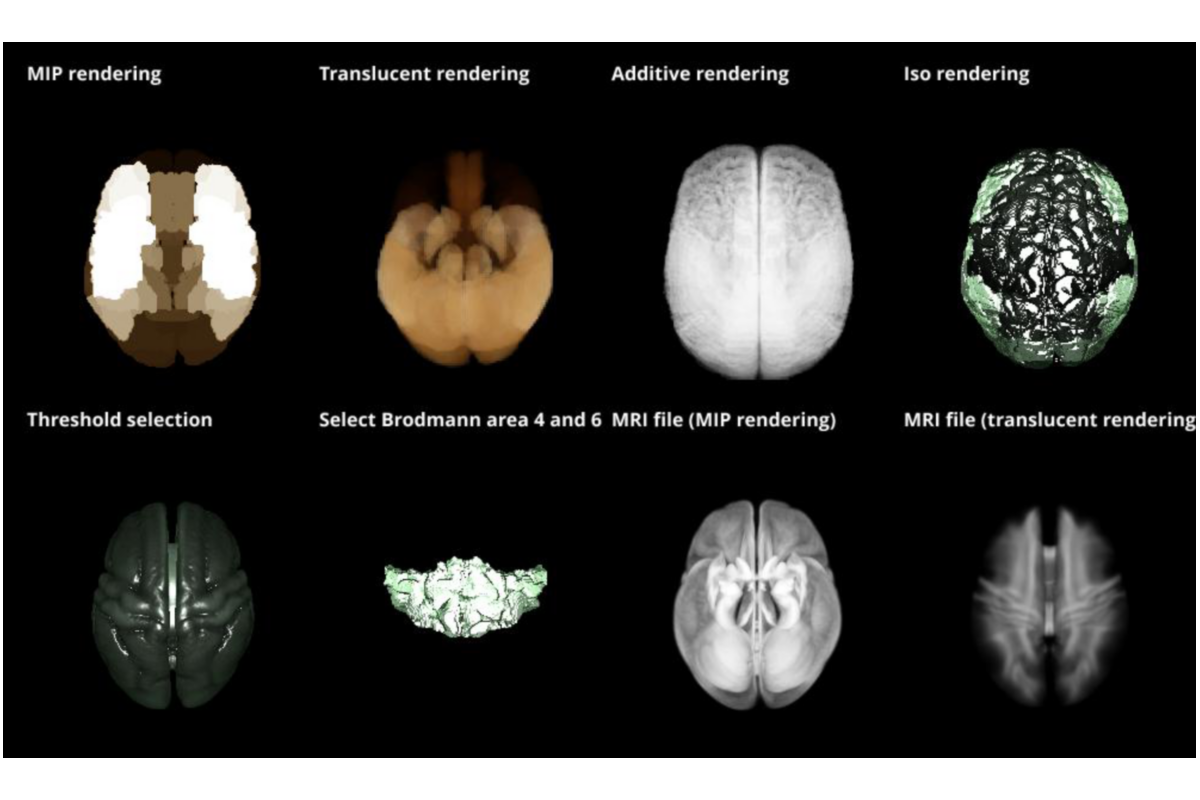 MIP rendering
Translucent rendering
Additive rendering
Iso rendering
Threshold selection
Select Brodmann area 4 and 6
MRI file (MIP rendering)
MRI file (translucent rendering